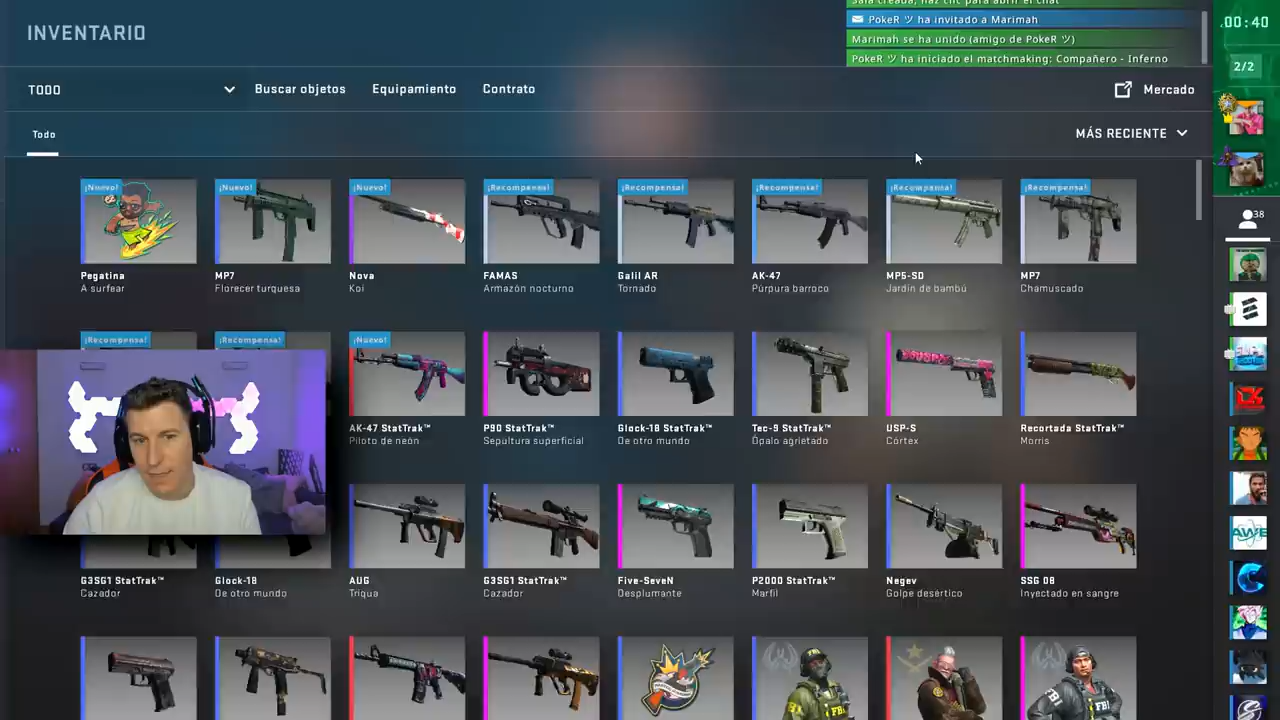 Sala creada, haz clic para abrir el chat
PokeR ツ ha invitado a Marimah
Marimah se ha unido (amigo de PokeR ツ)
PokeR ツ ha iniciado el matchmaking: Compañero - Inferno
00:40
2/2
38
INVENTARIO
TODO
Buscar objetos
Equipamiento
Contrato
Mercado
Todo
MÁS RECIENTE
¡Nuevo!
¡Nuevo!
¡Nuevo!
¡Recompensa!
¡Recompensa!
¡Recompensa!
¡Recompensa!
¡Recompensa!
Pegatina
A surfear
MP7
Florecer turquesa
Nova
Koi
FAMAS
Armazón nocturno
Galil AR
Tornado
AK-47
Púrpura barroco
MP5-SD
Jardín de bambú
MP7
Chamuscado
¡Recompensa!
¡Recompensa!
¡Nuevo!
AK-47 StatTrak™
Piloto de neón
P90 StatTrak™
Sepultura superficial
Glock-18 StatTrak™
De otro mundo
Tec-9 StatTrak™
Ópalo agrietado
USP-S
Córtex
Recortada StatTrak™
Morris
G3SG1 StatTrak™
Cazador
Glock-18
De otro mundo
AUG
Triqua
G3SG1 StatTrak™
Cazador
Five-SeveN
Desplumante
P2000 StatTrak™
Marfil
Negev
Golpe desértico
SSG 08
Inyectado en sangre
FBI
FBI
AWE